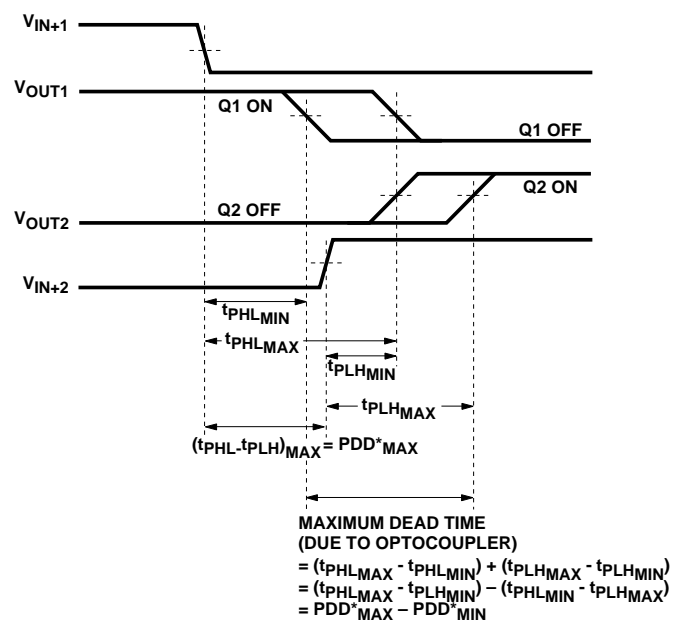 VIN+1
VOUT1
Q1 ON
Q1 OFF
Q2 OFF
Q2 ON
VOUT2
VIN+2
tPHLMIN
tPHLMAX
tPLHMIN
tPLHMAX
(tPHL-tPLH)MAX = PDD*MAX
MAXIMUM DEAD TIME
(DUE TO OPTOCOUPLER)
= (tPHLMAX - tPHLMIN) + (tPLHMAX - tPLHMIN)
= (tPHLMAX - tPLHMIN) – (tPHLMIN - tPLHMAX)
= PDD*MAX – PDD*MIN